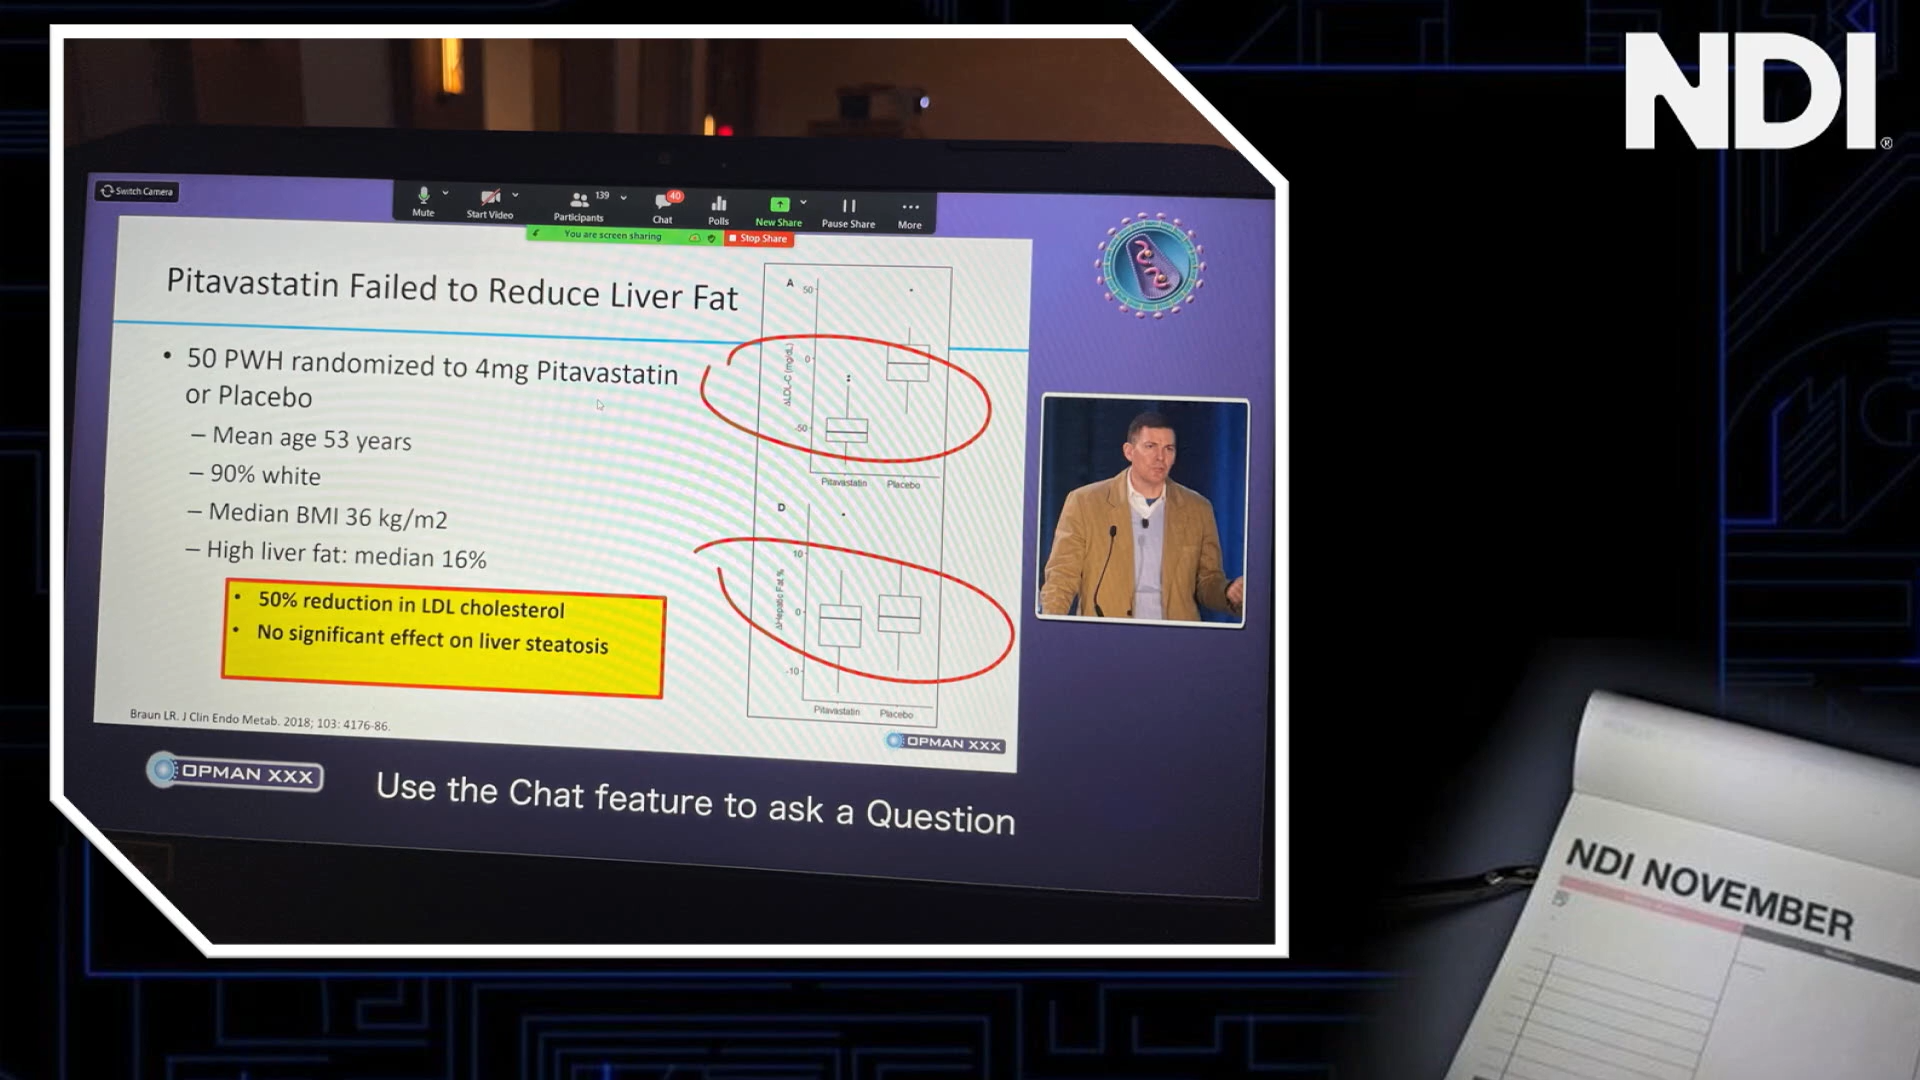 NDI
®
Switch Camera
Mute
Start Video
139
Participants
40
Chat
Polls
New Share
Pause Share
More
You are screen sharing
Stop Share
Pitavastatin Failed to Reduce Liver Fat
• 50 PWH randomized to 4mg Pitavastatin
or Placebo
– Mean age 53 years
– 90% white
– Median BMI 36 kg/m2
– High liver fat: median 16%
• 50% reduction in LDL cholesterol
• No significant effect on liver steatosis
A
50
0
-50
ΔLDL-C (mg/dL)
Pitavastatin Placebo
D
10
0
-10
ΔHepatic Fat %
Pitavastatin Placebo
Braun LR. J Clin Endo Metab. 2018; 103: 4176-86.
OPMAN XXX
OPMAN XXX
Use the Chat feature to ask a Question
NDI NOVEMBER